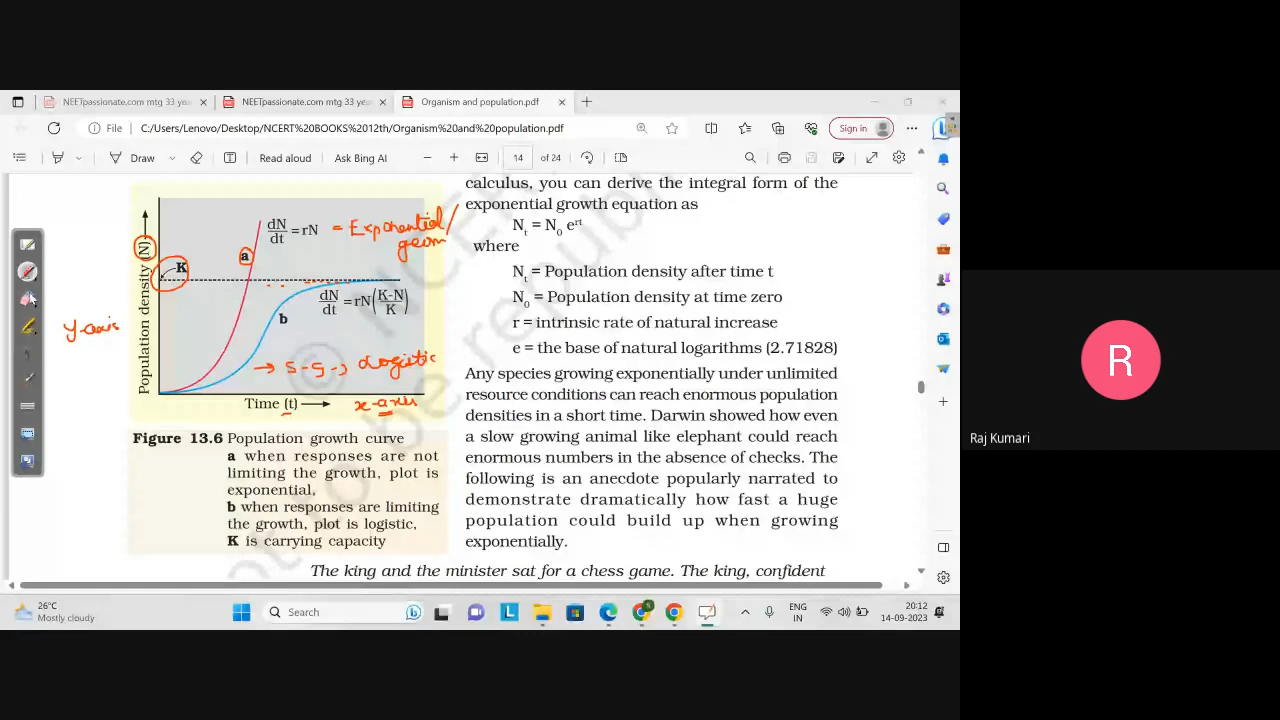 NEETpassionate.com mtg 33 yea
NEETpassionate.com mtg 33 year
Organism and population.pdf
File
C:/Users/Lenovo/Desktop/NCERT%20BOOKS%2012th/Organism%20and%20population.pdf
Sign in
Draw
Read aloud
Ask Bing AI
14
of 24
Population density (N)
K
a
dN/dt = rN
= Exponential/
geom
b
dN/dt = rN(K-N/K)
→ S-S → Logistic
y-axis
Time (t)
x-axis
Figure 13.6 Population growth curve
a when responses are not
limiting the growth, plot is
exponential,
b when responses are limiting
the growth, plot is logistic,
K is carrying capacity
calculus, you can derive the integral form of the
exponential growth equation as
Nt = N0 e^rt
where
Nt = Population density after time t
N0 = Population density at time zero
r = intrinsic rate of natural increase
e = the base of natural logarithms (2.71828)
Any species growing exponentially under unlimited
resource conditions can reach enormous population
densities in a short time. Darwin showed how even
a slow growing animal like elephant could reach
enormous numbers in the absence of checks. The
following is an anecdote popularly narrated to
demonstrate dramatically how fast a huge
population could build up when growing
exponentially.
The king and the minister sat for a chess game. The king, confident
© NCER
not to be republ
R
Raj Kumari
26°C
Mostly cloudy
Search
ENG
IN
20:12
14-09-2023